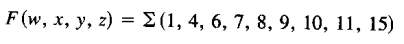 F(w, x, y, z) = Σ(1, 4, 6, 7, 8, 9, 10, 11, 15)